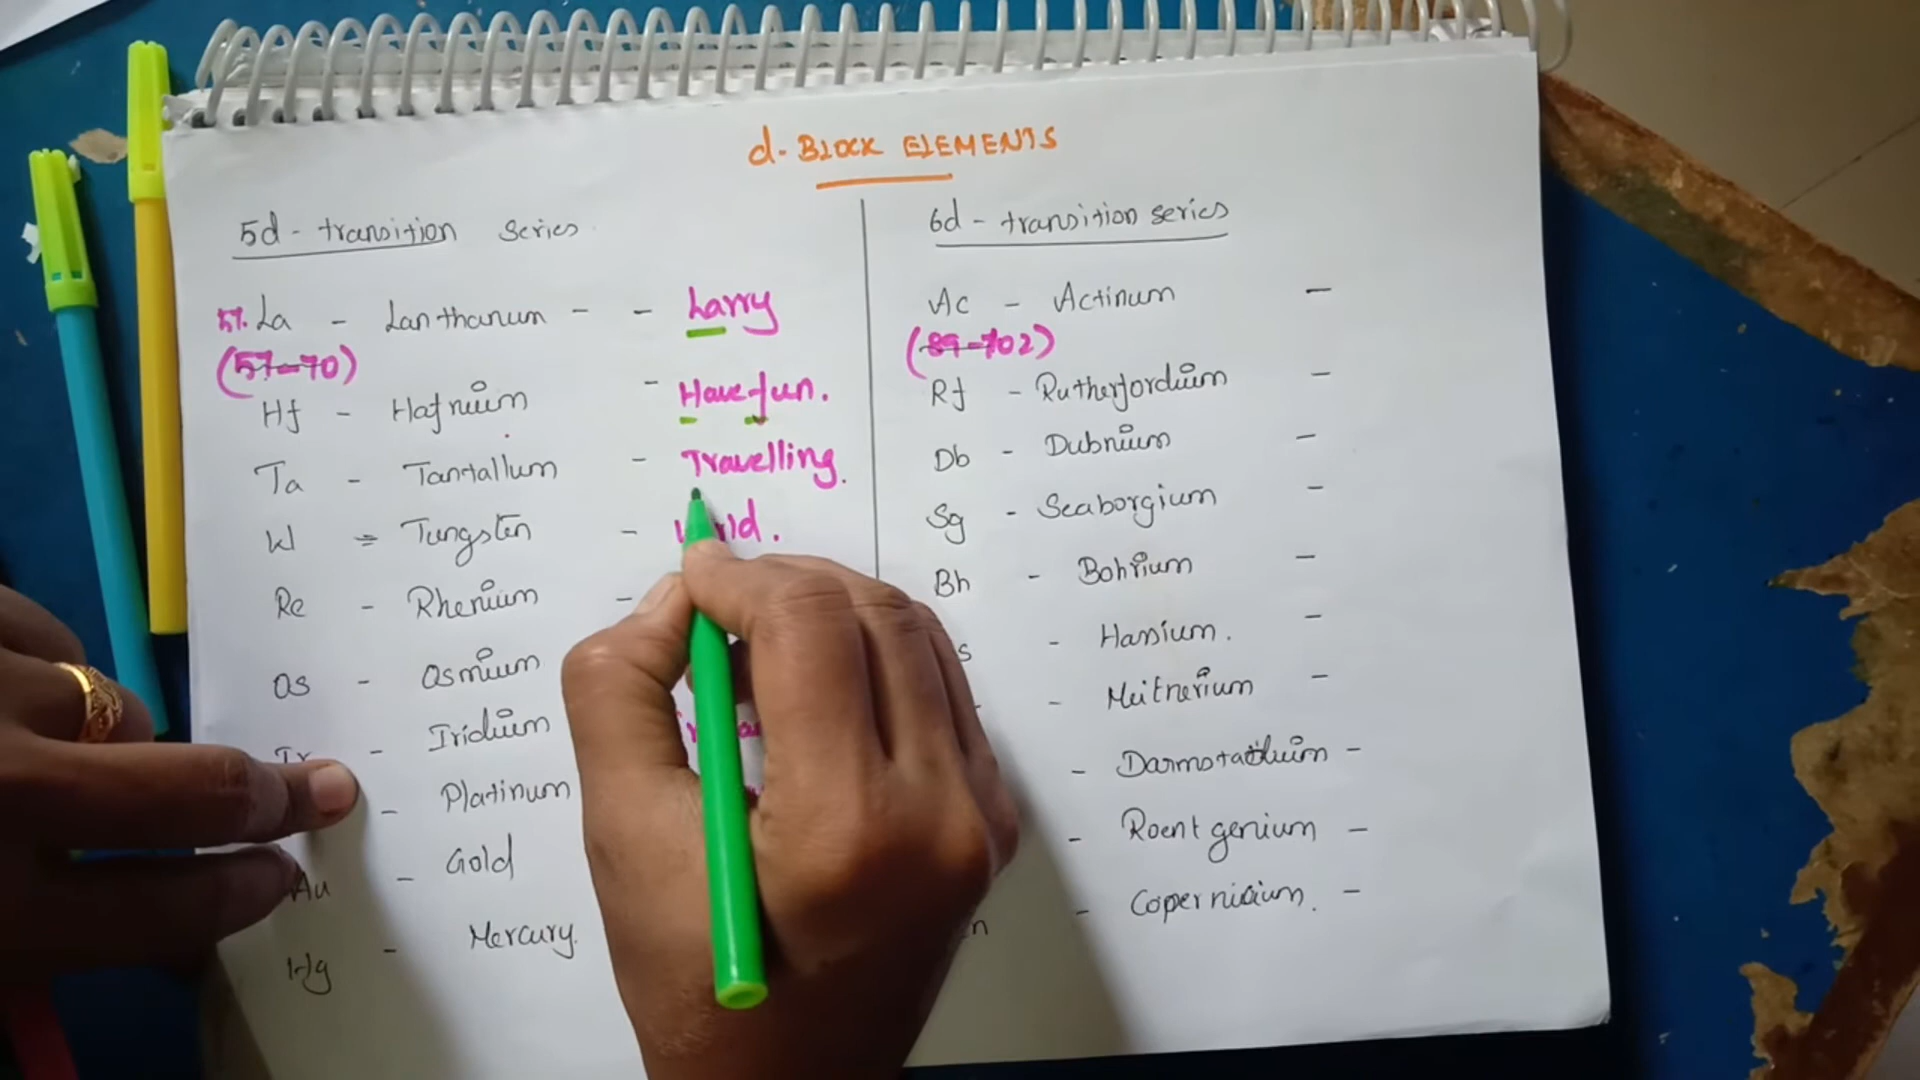 d-BLOCK ELEMENTS
5d - transition series
57. La - Lanthanum - - Larry
(57-70)
Hf - Hafnium - Have fun.
Ta - Tantallum - Travelling.
W = Tungsten -
Re - Rhenium -
Os - Osmium
Ir - Iridium
- Platinum
Au - Gold
Hg - Mercury.
6d - transition series
Ac - Actinum -
(89-102)
Rf - Rutherfordium -
Db - Dubnium -
Sg - Seaborgium -
Bh - Bohrium -
s - Hassium. -
- Meitnerium -
- Darmstadtium -
- Roentgenium -
n - Copernicium. -